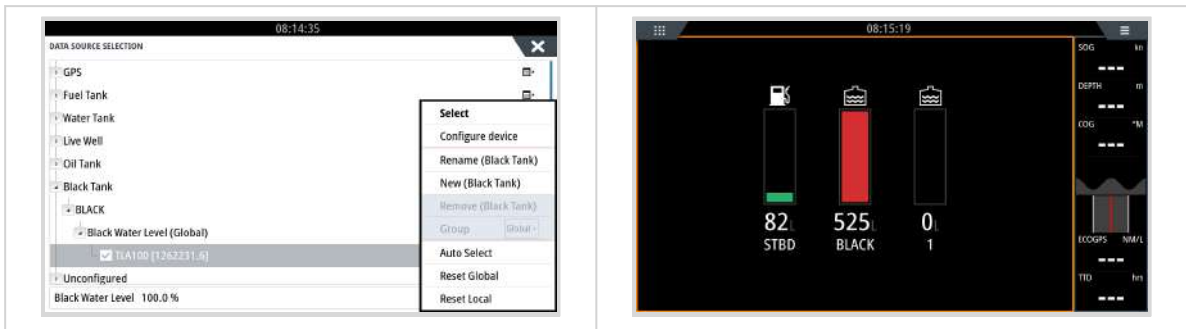 08:14:35
DATA SOURCE SELECTION
GPS
Fuel Tank
Water Tank
Live Well
Oil Tank
Black Tank
BLACK
Black Water Level (Global)
TLA100 [1262231.6]
Unconfigured
Black Water Level 100.0 %
Select
Configure device
Rename (Black Tank)
New (Black Tank)
Remove (Black Tank)
Group Global
Auto Select
Reset Global
Reset Local
08:15:19
82 L
STBD
525 L
BLACK
0 L
1
SOG kn
---
DEPTH m
---
COG °M
---
ECOGPS NM/L
---
TTD hrs
---